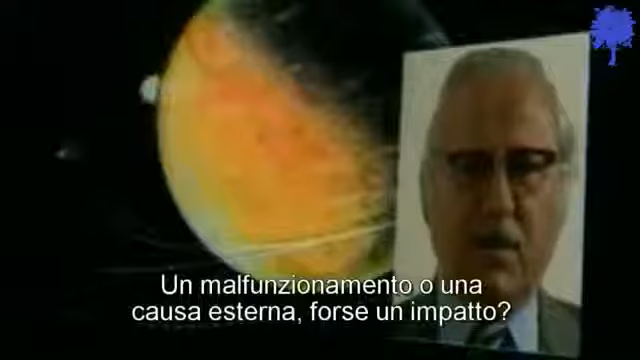 Un malfunzionamento o una
causa esterna, forse un impatto?